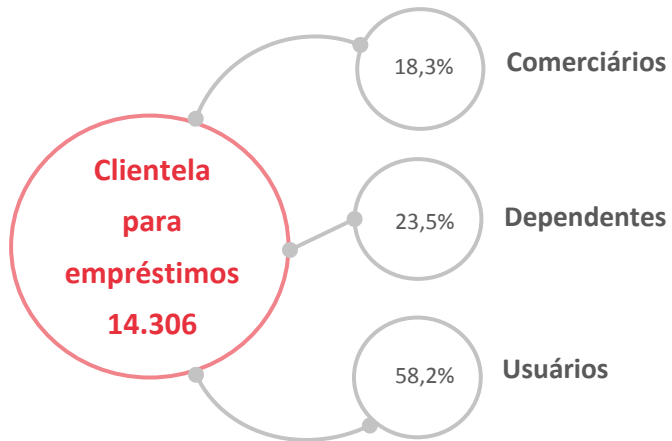 Clientela
para
empréstimos
14.306
18,3%
Comerciários
23,5%
Dependentes
58,2%
Usuários